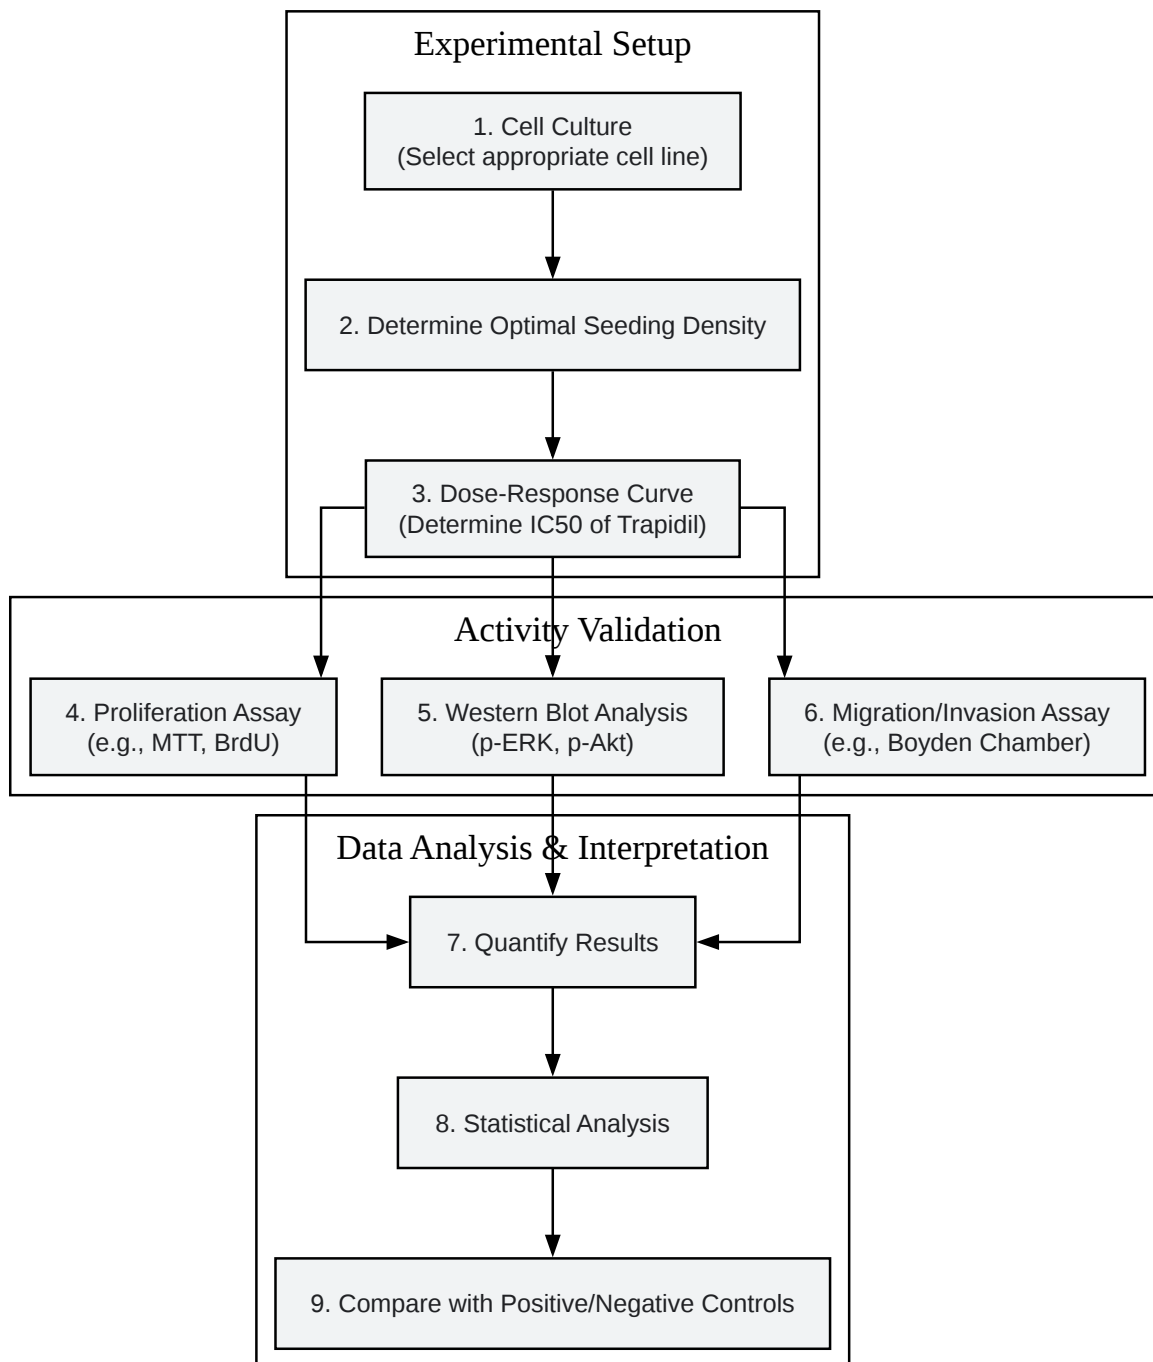 Experimental Setup
1. Cell Culture
(Select appropriate cell line)
2. Determine Optimal Seeding Density
3. Dose-Response Curve
(Determine IC50 of Trapidil)
Activity Validation
4. Proliferation Assay
(e.g., MTT, BrdU)
5. Western Blot Analysis
(p-ERK, p-Akt)
6. Migration/Invasion Assay
(e.g., Boyden Chamber)
Data Analysis & Interpretation
7. Quantify Results
8. Statistical Analysis
9. Compare with Positive/Negative Controls